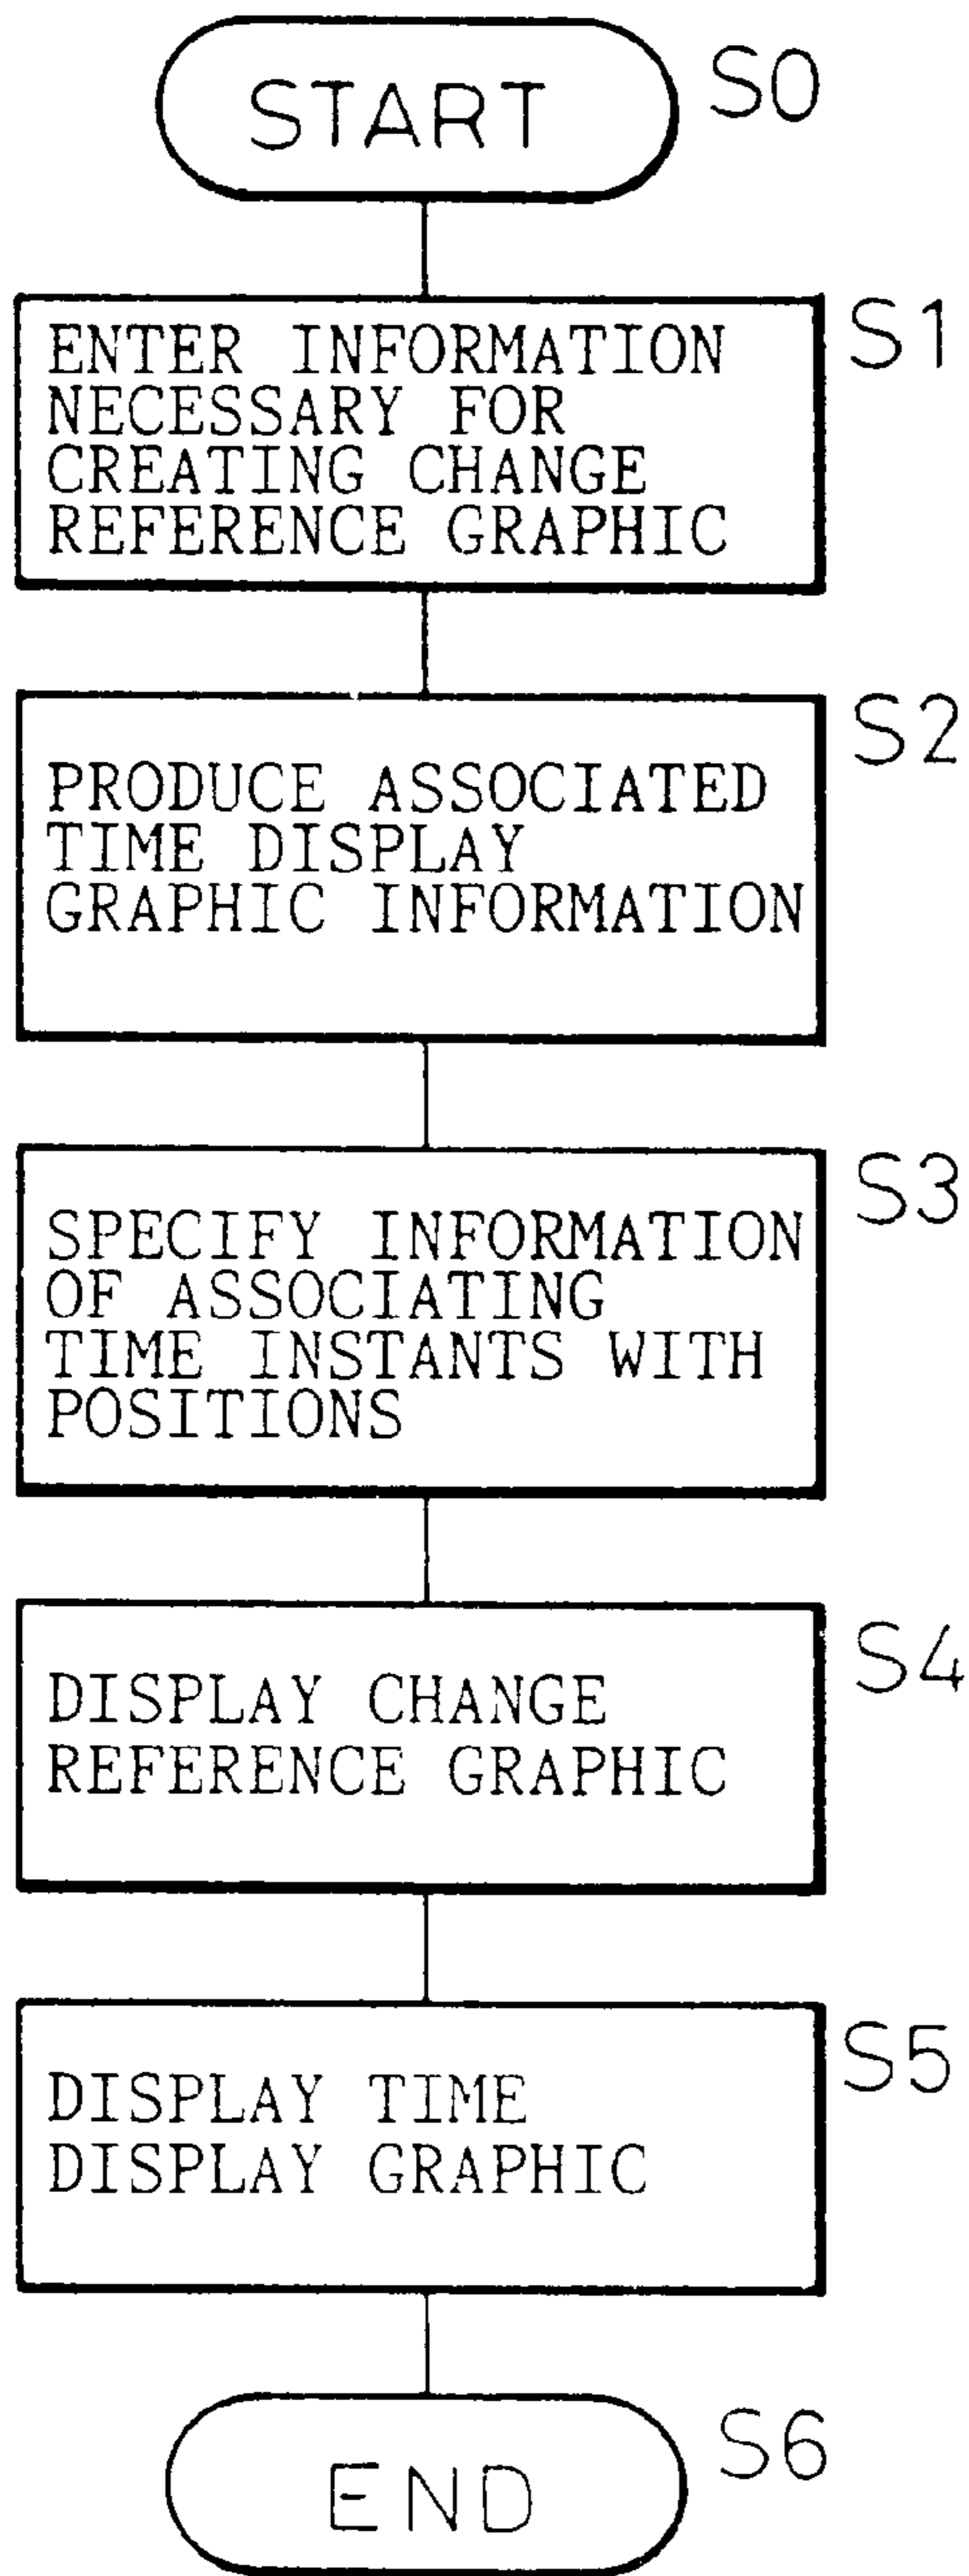 START
S0
ENTER INFORMATION
NECESSARY FOR
CREATING CHANGE
REFERENCE GRAPHIC
S1
PRODUCE ASSOCIATED
TIME DISPLAY
GRAPHIC INFORMATION
S2
SPECIFY INFORMATION
OF ASSOCIATING
TIME INSTANTS WITH
POSITIONS
S3
DISPLAY CHANGE
REFERENCE GRAPHIC
S4
DISPLAY TIME
DISPLAY GRAPHIC
S5
END
S6